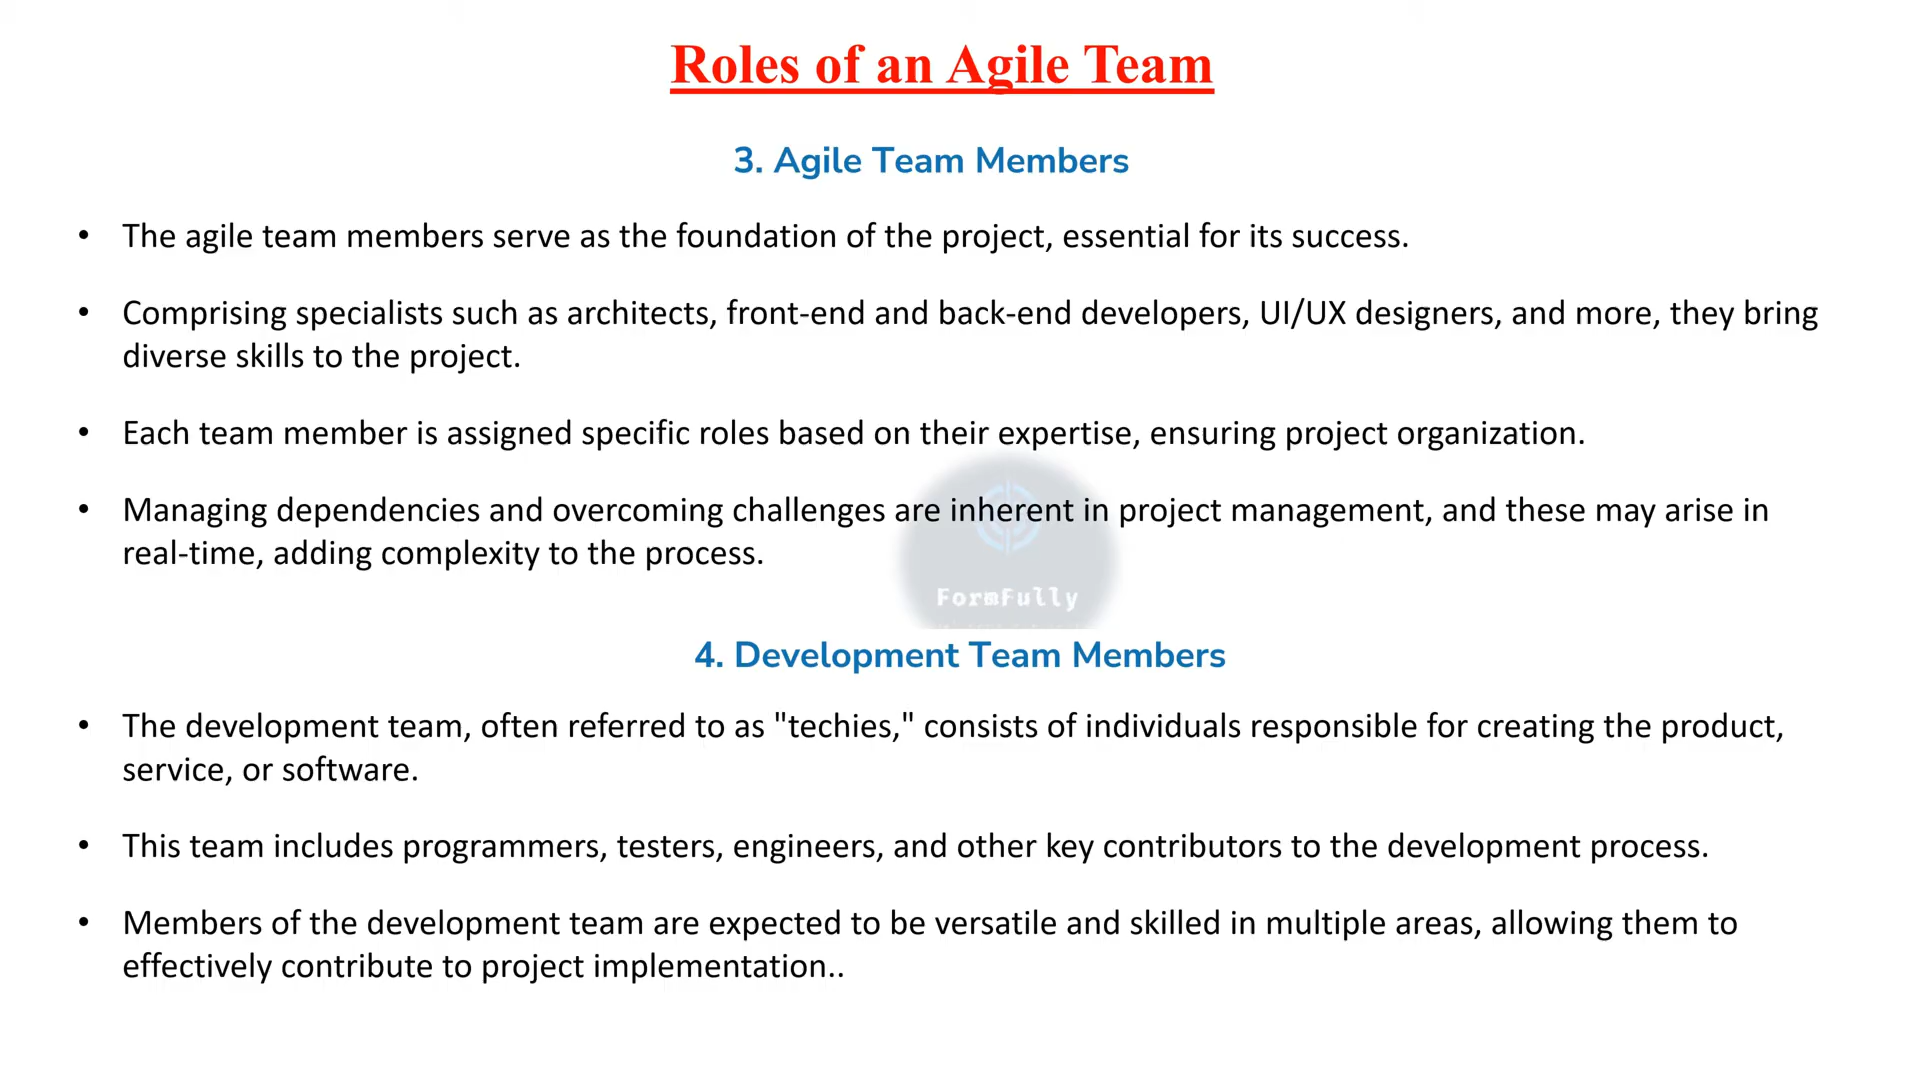 Roles of an Agile Team
3. Agile Team Members
• The agile team members serve as the foundation of the project, essential for its success.
• Comprising specialists such as architects, front-end and back-end developers, UI/UX designers, and more, they bring
diverse skills to the project.
• Each team member is assigned specific roles based on their expertise, ensuring project organization.
• Managing dependencies and overcoming challenges are inherent in project management, and these may arise in
real-time, adding complexity to the process.
FormFully
4. Development Team Members
• The development team, often referred to as "techies," consists of individuals responsible for creating the product,
service, or software.
• This team includes programmers, testers, engineers, and other key contributors to the development process.
• Members of the development team are expected to be versatile and skilled in multiple areas, allowing them to
effectively contribute to project implementation..